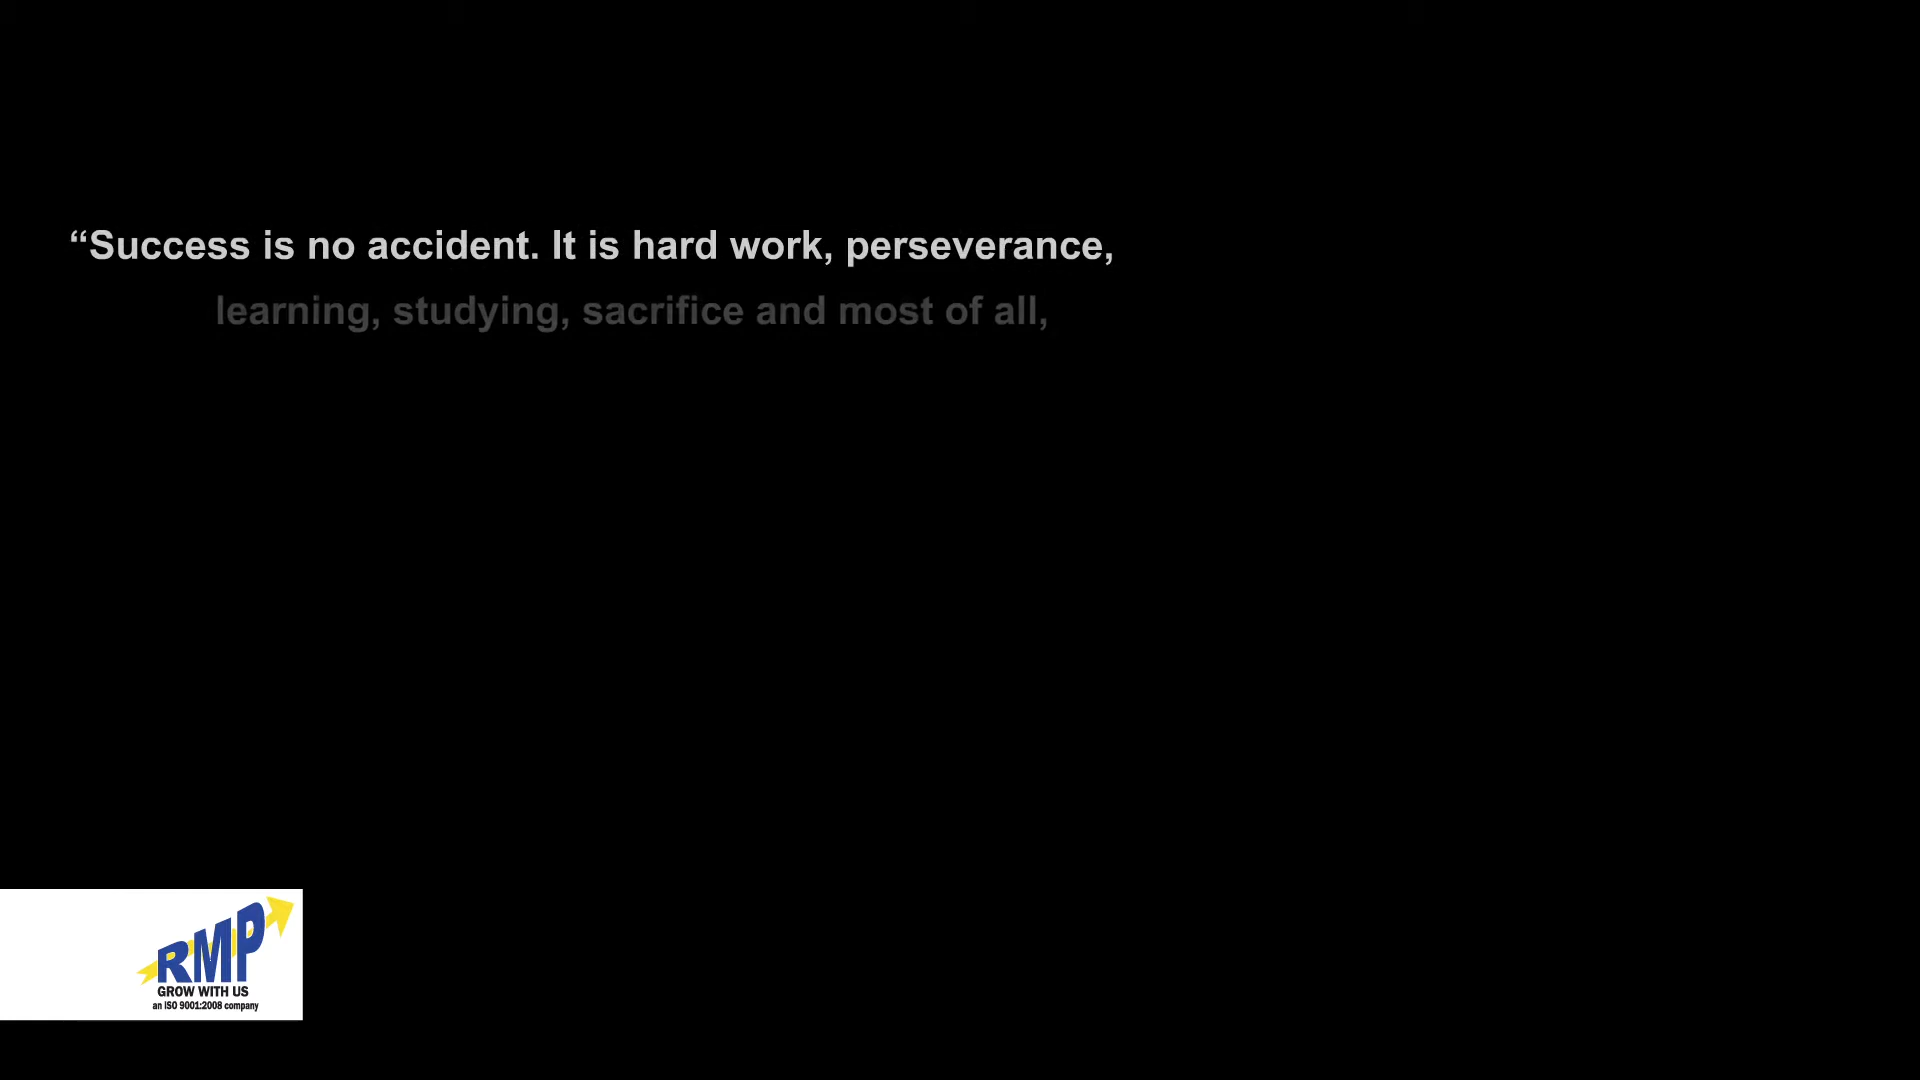 “Success is no accident. It is hard work, perseverance,
learning, studying, sacrifice and most of all,
RMP
GROW WITH US
an ISO 9001:2008 company